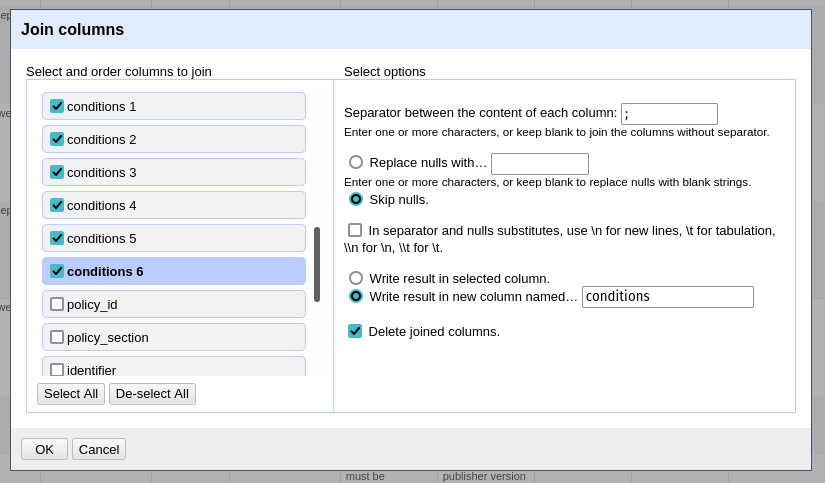 Join columns
Select and order columns to join
conditions 1
conditions 2
conditions 3
conditions 4
conditions 5
conditions 6
policy_id
policy_section
identifier
Select All De-select All
Select options
Separator between the content of each column: ;
Enter one or more characters, or keep blank to join the columns without separator.
Replace nulls with…
Enter one or more characters, or keep blank to replace nulls with blank strings.
Skip nulls.
In separator and nulls substitutes, use \n for new lines, \t for tabulation,
\\n for \n, \\t for \t.
Write result in selected column.
Write result in new column named… conditions
Delete joined columns.
OK Cancel
must be publisher version